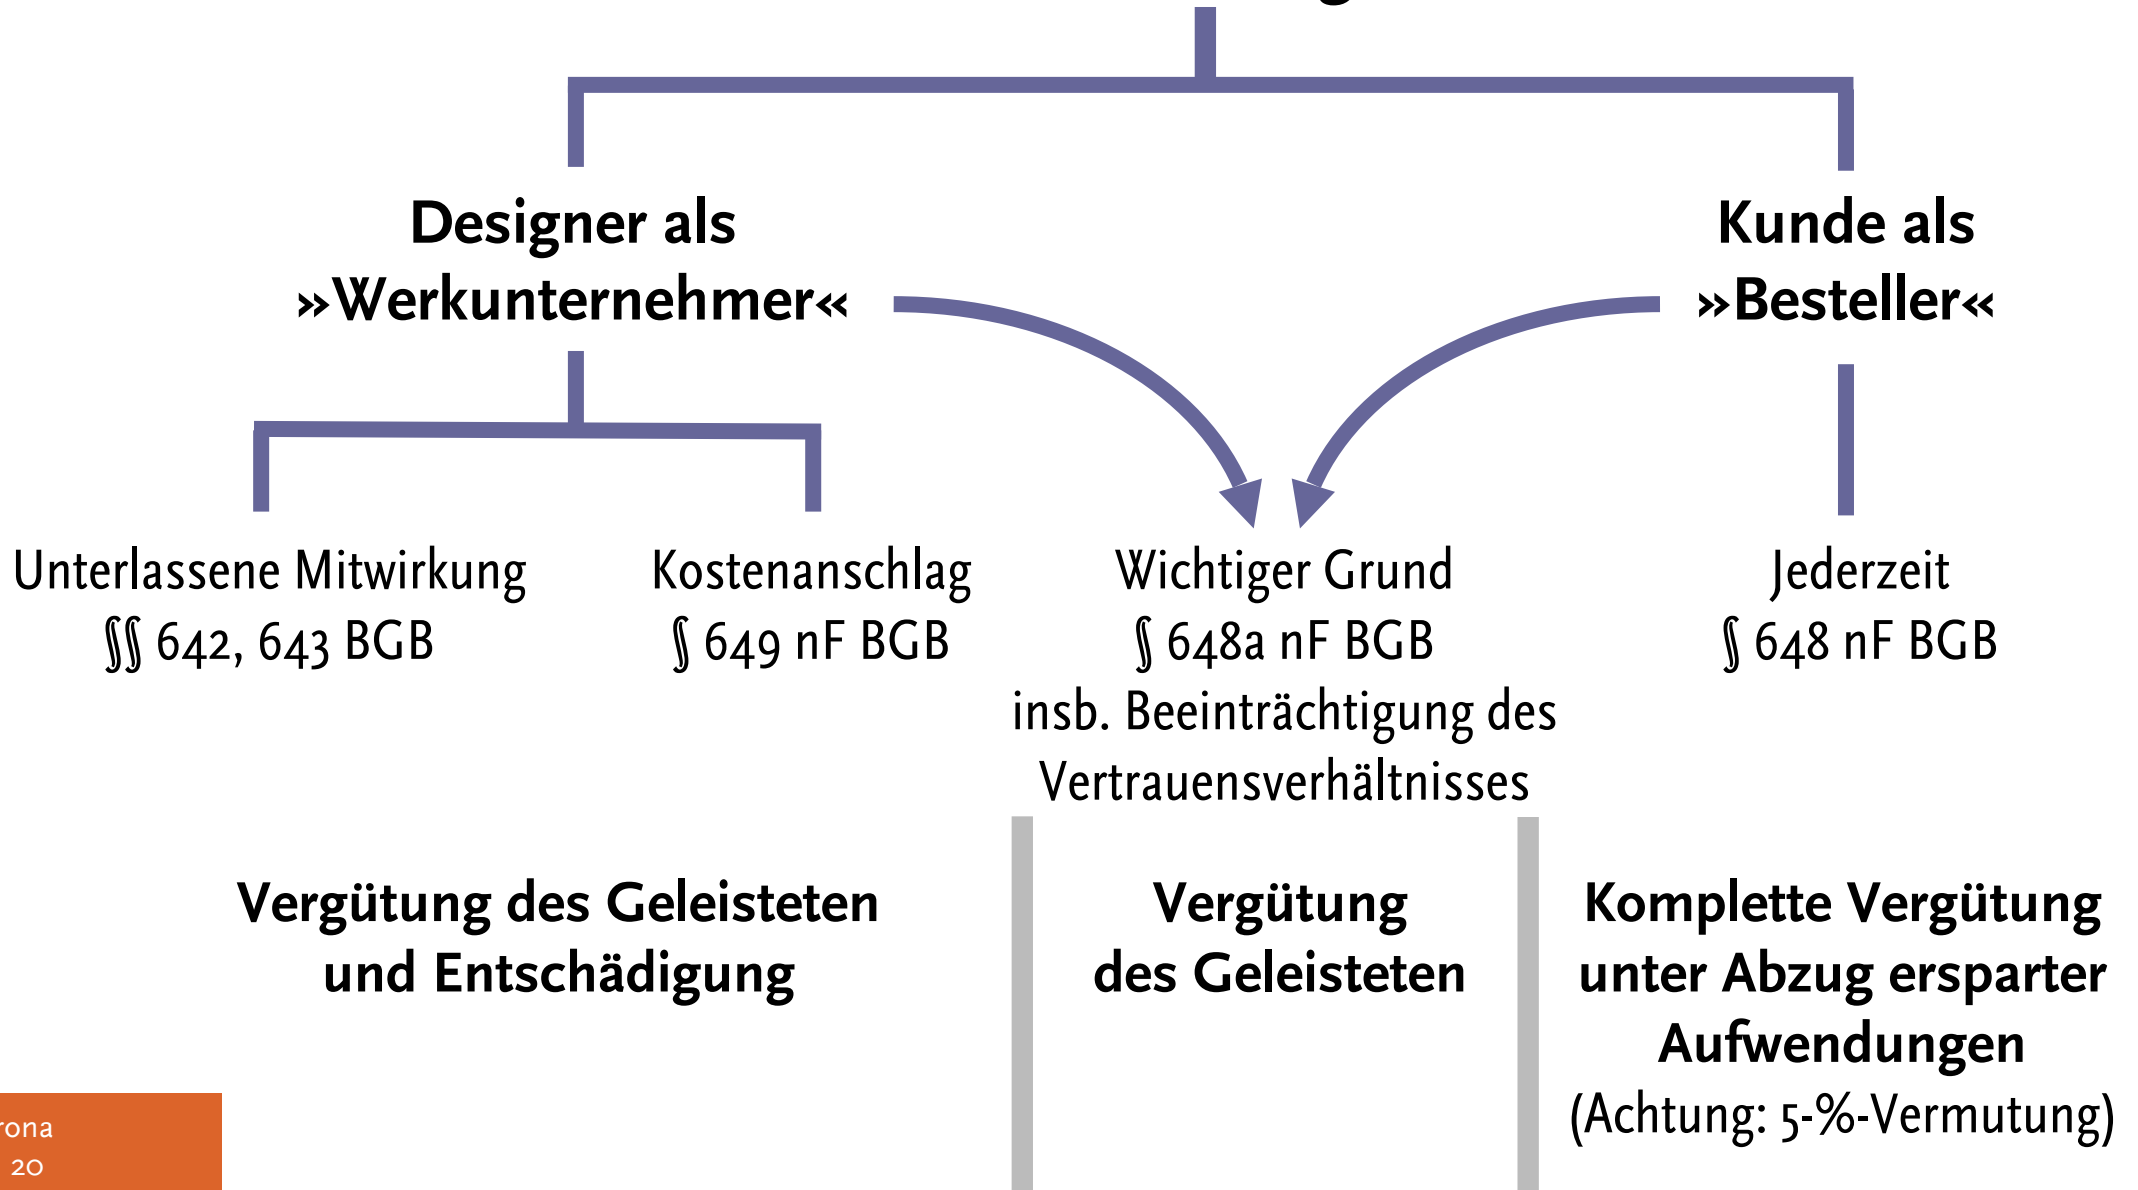 Designer als
»Werkunternehmer«
Kunde als
»Besteller«
Unterlassene Mitwirkung
§§ 642, 643 BGB
Kostenanschlag
§ 649 nF BGB
Wichtiger Grund
§ 648a nF BGB
insb. Beeinträchtigung des
Vertrauensverhältnisses
Jederzeit
§ 648 nF BGB
Vergütung des Geleisteten
und Entschädigung
Vergütung
des Geleisteten
Komplette Vergütung
unter Abzug ersparter
Aufwendungen
(Achtung: 5-%-Vermutung)
rona
20